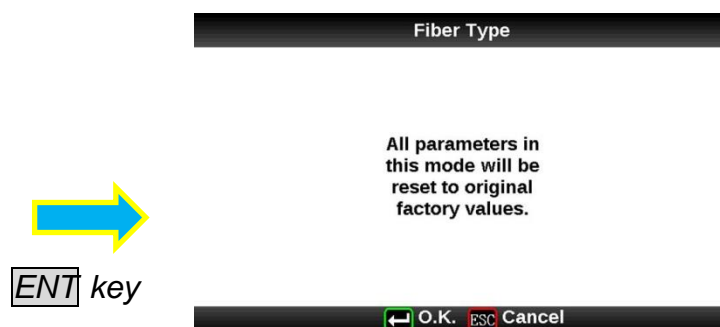 Fiber Type
All parameters in
this mode will be
reset to original
factory values.
ENT key
O.K. ESC Cancel